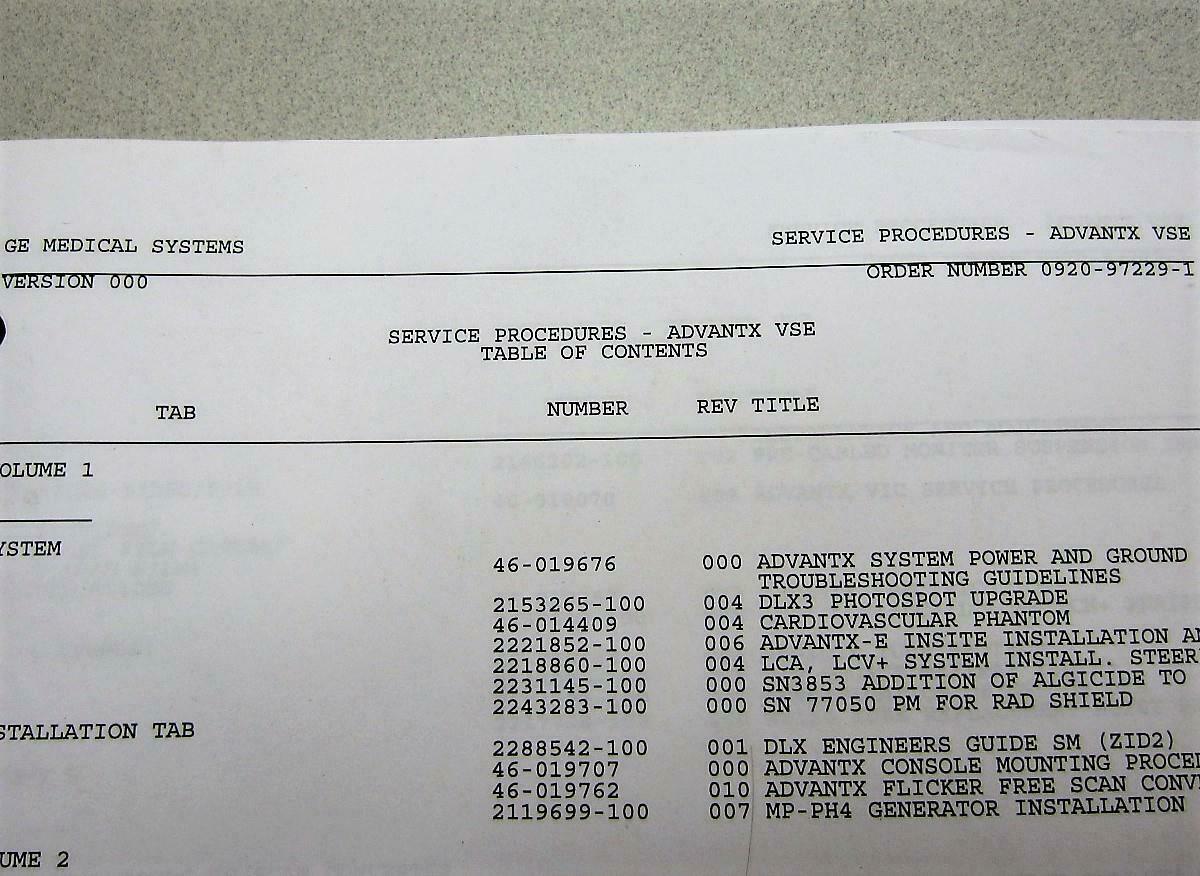 GE MEDICAL SYSTEMS SERVICE PROCEDURES - ADVANTX VSE
VERSION 000 ORDER NUMBER 0920-97229-1
SERVICE PROCEDURES - ADVANTX VSE
TABLE OF CONTENTS
TAB NUMBER REV TITLE
OLUME 1
YSTEM
46-019676 000 ADVANTX SYSTEM POWER AND GROUND
TROUBLESHOOTING GUIDELINES
2153265-100 004 DLX3 PHOTOSPOT UPGRADE
46-014409 004 CARDIOVASCULAR PHANTOM
2221852-100 006 ADVANTX-E INSITE INSTALLATION AN
2218860-100 004 LCA, LCV+ SYSTEM INSTALL. STEER
2231145-100 000 SN3853 ADDITION OF ALGICIDE TO
2243283-100 000 SN 77050 PM FOR RAD SHIELD
STALLATION TAB
2288542-100 001 DLX ENGINEERS GUIDE SM (ZID2)
46-019707 000 ADVANTX CONSOLE MOUNTING PROCE
46-019762 010 ADVANTX FLICKER FREE SCAN CONV
2119699-100 007 MP-PH4 GENERATOR INSTALLATION
UME 2